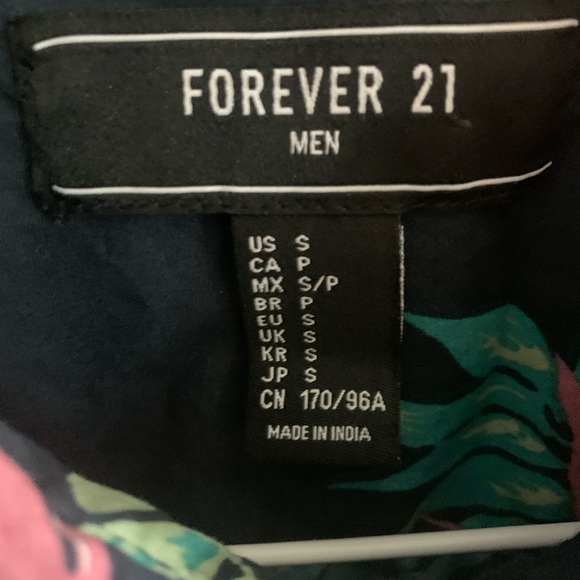 FOREVER 21
MEN
US S
CA P
MX S/P
BR P
EU S
UK S
KR S
JP S
CN 170/96A
MADE IN INDIA